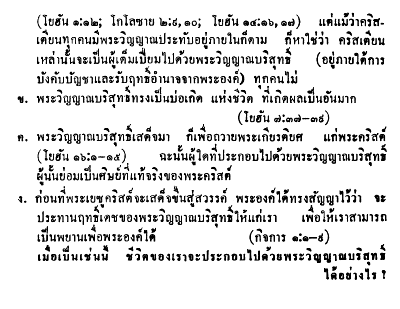 (โยฮัน ๑:๑๒; โกโลซาย ๒:๙,๑๐; โยฮัน ๑๔:๑๖,๑๗) แต่แม้ว่าคริส-
เตียนทุกคนมีพระวิญญาณประทับอยู่ภายในก็ตาม ก็หาใช่ว่า คริสเตียน
เหล่านั้นจะเป็นผู้เต็มเปี่ยมไปด้วยพระวิญญาณบริสุทธิ์ (อยู่ภายใต้การ
บังคับบัญชาและรับฤทธิ์อำนาจจากพระองค์) ทุกคนไม่
ข. พระวิญญาณบริสุทธิ์ทรงเป็นบ่อเกิด แห่งชีวิต ที่เกิดผลเป็นอันมาก
(โยฮัน ๗:๓๗-๓๙)
ค. พระวิญญาณบริสุทธิ์เสด็จมา ก็เพื่อถวายพระเกียรติยศ แก่พระคริสต์
(โยฮัน ๑๖:๑-๑๕) ฉะนั้นผู้ใดที่ประกอบไปด้วยพระวิญญาณบริสุทธิ์
ผู้นั้นย่อมเป็นศิษย์ที่แท้จริงของพระคริสต์
ง. ก่อนที่พระเยซูคริสต์จะเสด็จขึ้นสู่สวรรค์ พระองค์ได้ทรงสัญญาไว้ว่า จะ
ประทานฤทธิ์เดชของพระวิญญาณบริสุทธิ์ให้แก่เรา เพื่อให้เราสามารถ
เป็นพยานเพื่อพระองค์ได้ (กิจการ ๑:๑-๙)
เมื่อเป็นเช่นนี้ ชีวิตของเราจะประกอบไปด้วยพระวิญญาณบริสุทธิ์
ได้อย่างไร ?